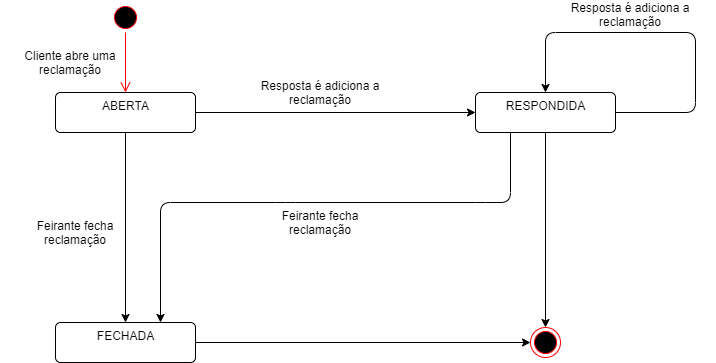 Resposta é adiciona a
reclamação
Cliente abre uma
reclamação
Resposta é adiciona a
reclamação
ABERTA
RESPONDIDA
Feirante fecha
reclamação
Feirante fecha
reclamação
FECHADA